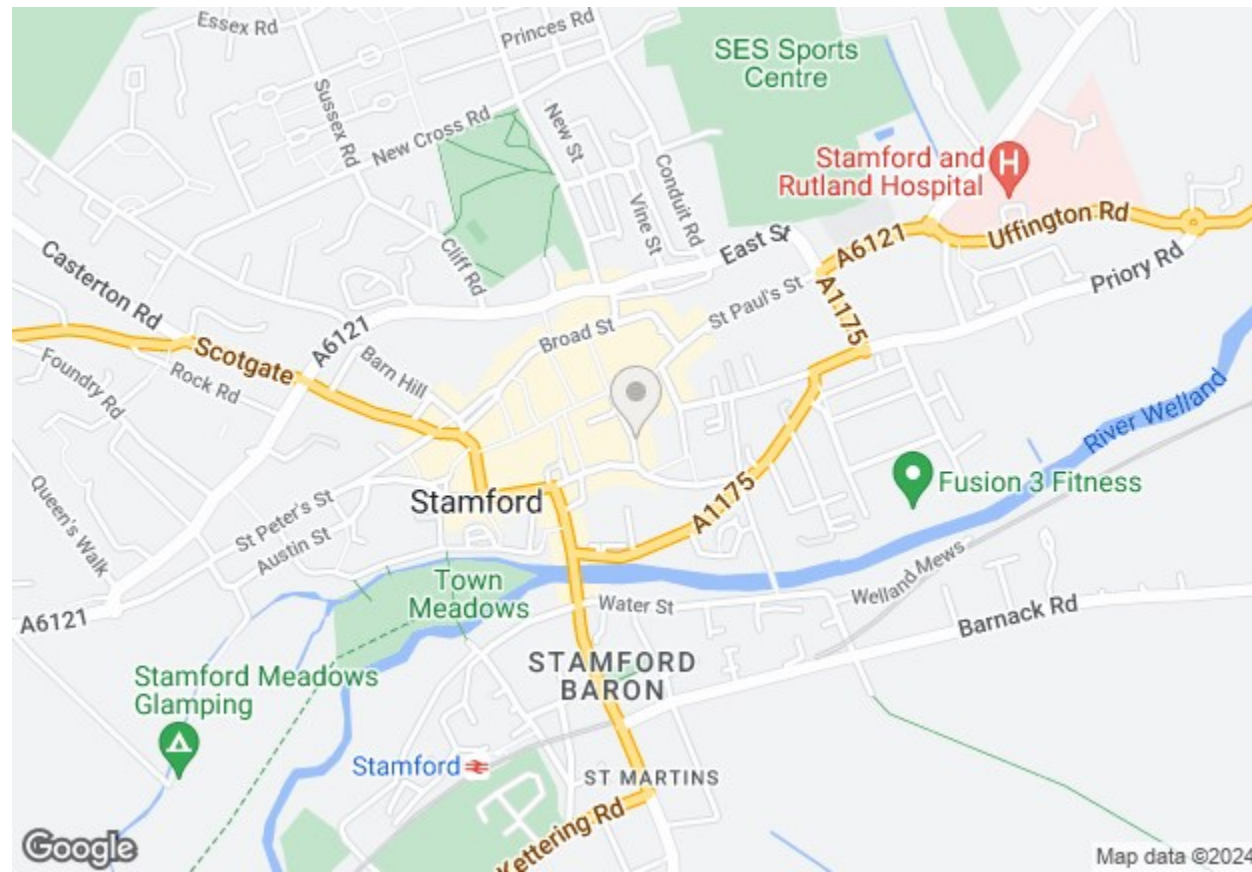 Essex Rd
Princes Rd
SES Sports
Centre
Sussex Rd
New Cross Rd
New St
Vine St
Conduit Rd
Stamford and
Rutland Hospital
H
Uffington Rd
A6121
East St
Priory Rd
Cliff Rd
Casterton Rd
St Paul's St
A1175
A6121
Broad St
Scotgate
Barn Hill
Foundry Rd
Rock Rd
River Welland
Queen's Walk
St Peter's St
Stamford
A1175
Fusion 3 Fitness
Austin St
Town
Meadows
Water St
Welland Mews
Barnack Rd
A6121
STAMFORD
BARON
Stamford Meadows
Glamping
Stamford
ST MARTINS
Kettering Rd
Google
Map data ©2024